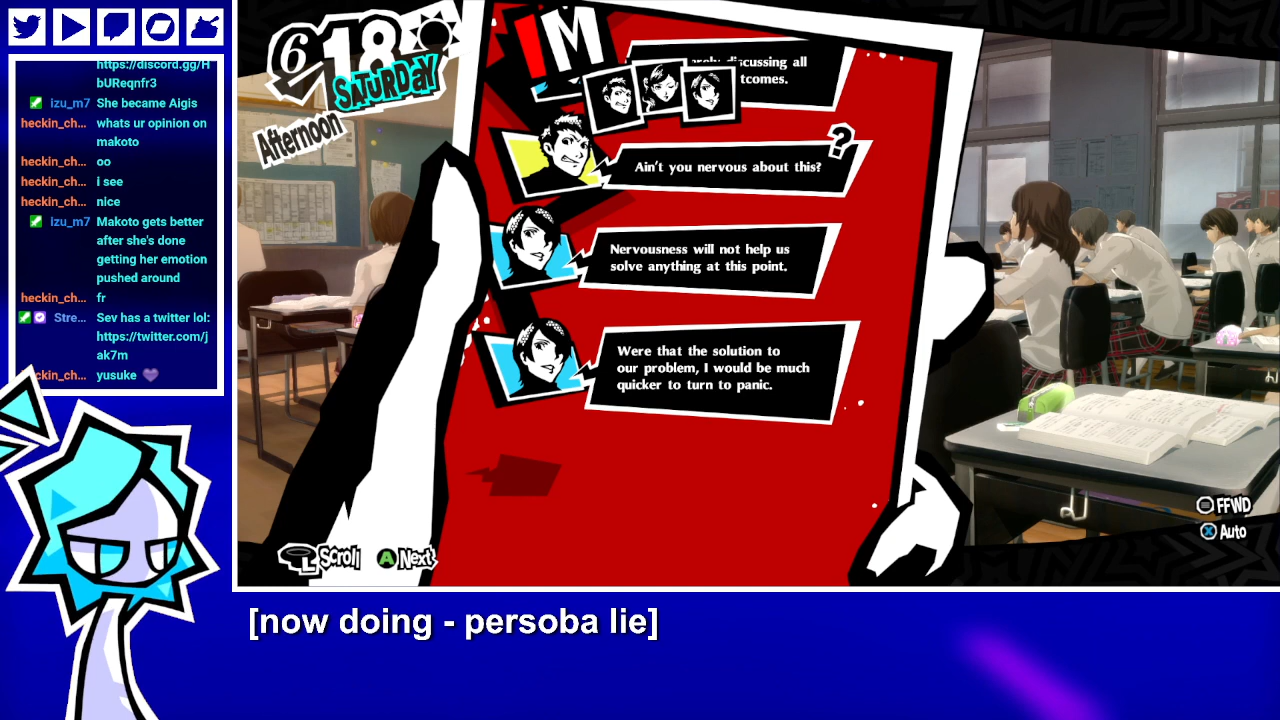 https://discord.gg/H
bUReqnfr3
izu_m7 She became Aigis
heckin_ch... whats ur opinion on
makoto
heckin_ch... oo
heckin_ch... i see
heckin_ch... nice
izu_m7 Makoto gets better
after she's done
getting her emotion
pushed around
heckin_ch... fr
Stre... Sev has a twitter lol:
https://twitter.com/j
ak7m
ckin_ch... yusuke 💜
6 18
SATURDAY
Afternoon
IM
discussing all
tcomes.
Ain't you nervous about this?
?
Nervousness will not help us
solve anything at this point.
Were that the solution to
our problem, I would be much
quicker to turn to panic.
L Scroll A Next
FFWD
X Auto
[now doing - persoba lie]